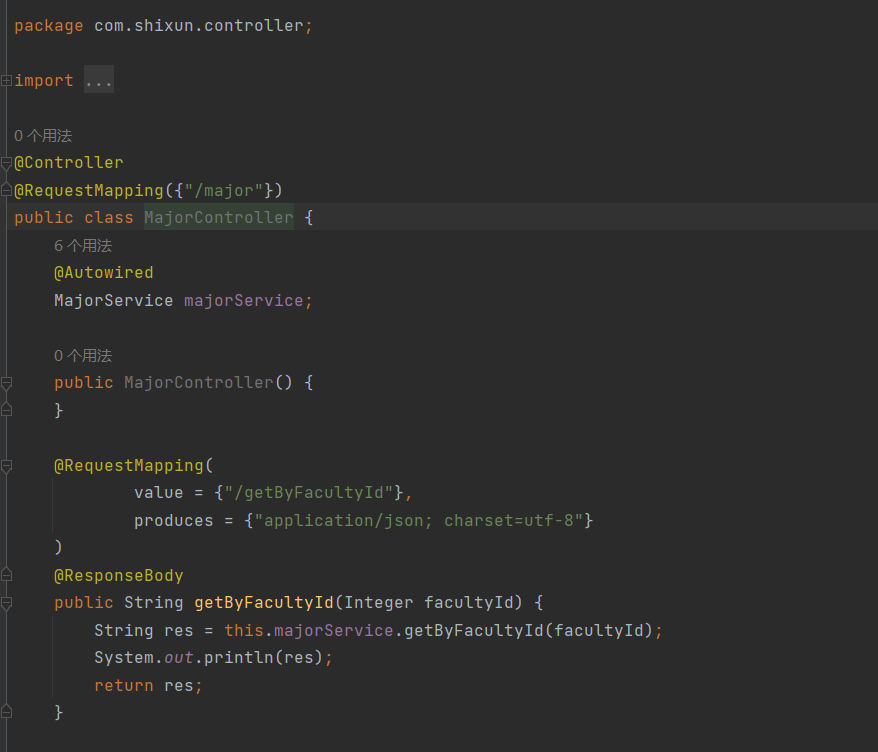 package com.shixun.controller;
import ...
0 个用法
@Controller
@RequestMapping({"/major"})
public class MajorController {
6 个用法
@Autowired
MajorService majorService;
0 个用法
public MajorController() {
}
@RequestMapping(
value = {"/getByFacultyId"},
produces = {"application/json; charset=utf-8"}
)
@ResponseBody
public String getByFacultyId(Integer facultyId) {
String res = this.majorService.getByFacultyId(facultyId);
System.out.println(res);
return res;
}